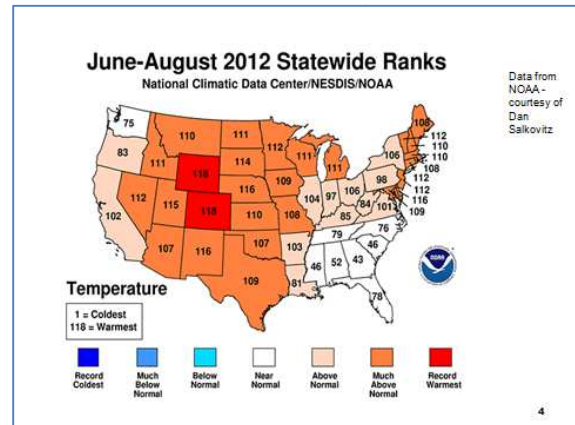 June-August 2012 Statewide Ranks
National Climatic Data Center/NESDIS/NOAA
Data from
NOAA -
courtesy of
Dan
Salkovitz
75
110
111
112
108
83
111
118
114
111
111
106
112
110
110
108
112
112
116
109
112
115
118
116
109
104
97
106
98
102
110
108
85
84
101
107
116
107
103
79
76
109
81
46
52
43
46
78
NOAA
Temperature
1 = Coldest
118 = Warmest
Record
Coldest
Much
Below
Normal
Below
Normal
Near
Normal
Above
Normal
Much
Above
Normal
Record
Warmest
4